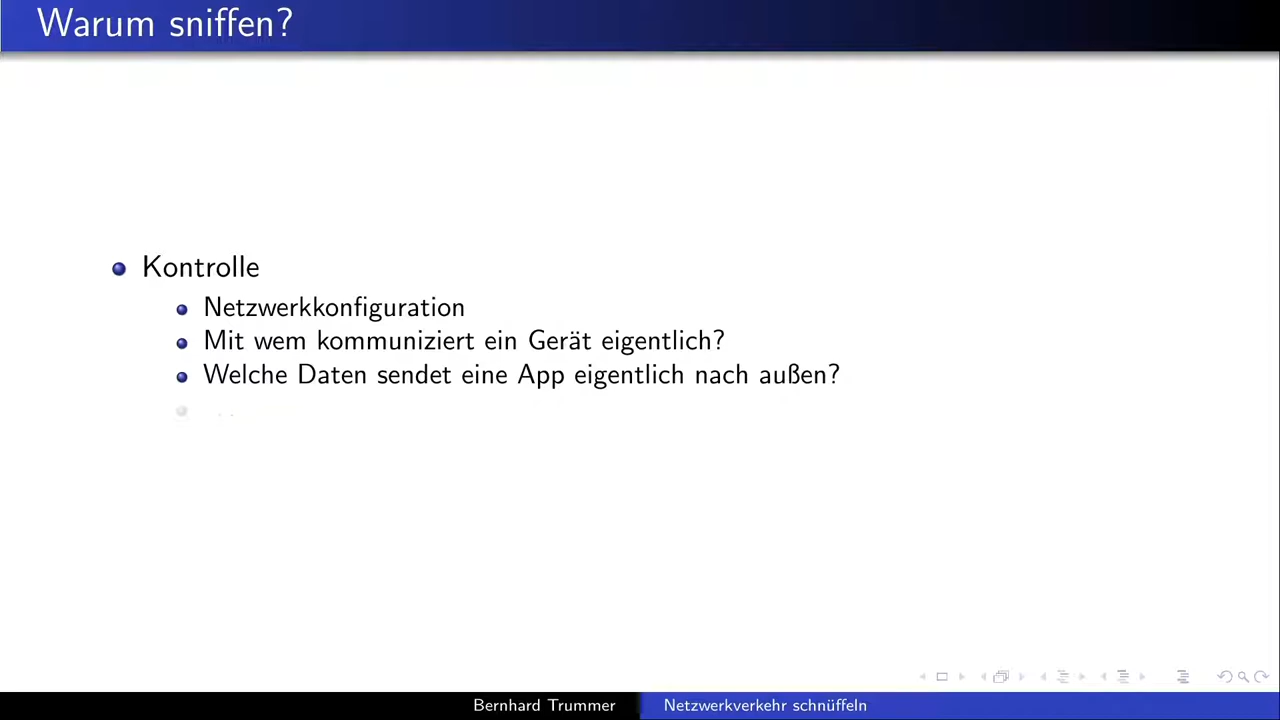 Warum sniffen?
Kontrolle
Netzwerkkonfiguration
Mit wem kommuniziert ein Gerät eigentlich?
Welche Daten sendet eine App eigentlich nach außen?
Bernhard Trummer
Netzwerkverkehr schnüffeln